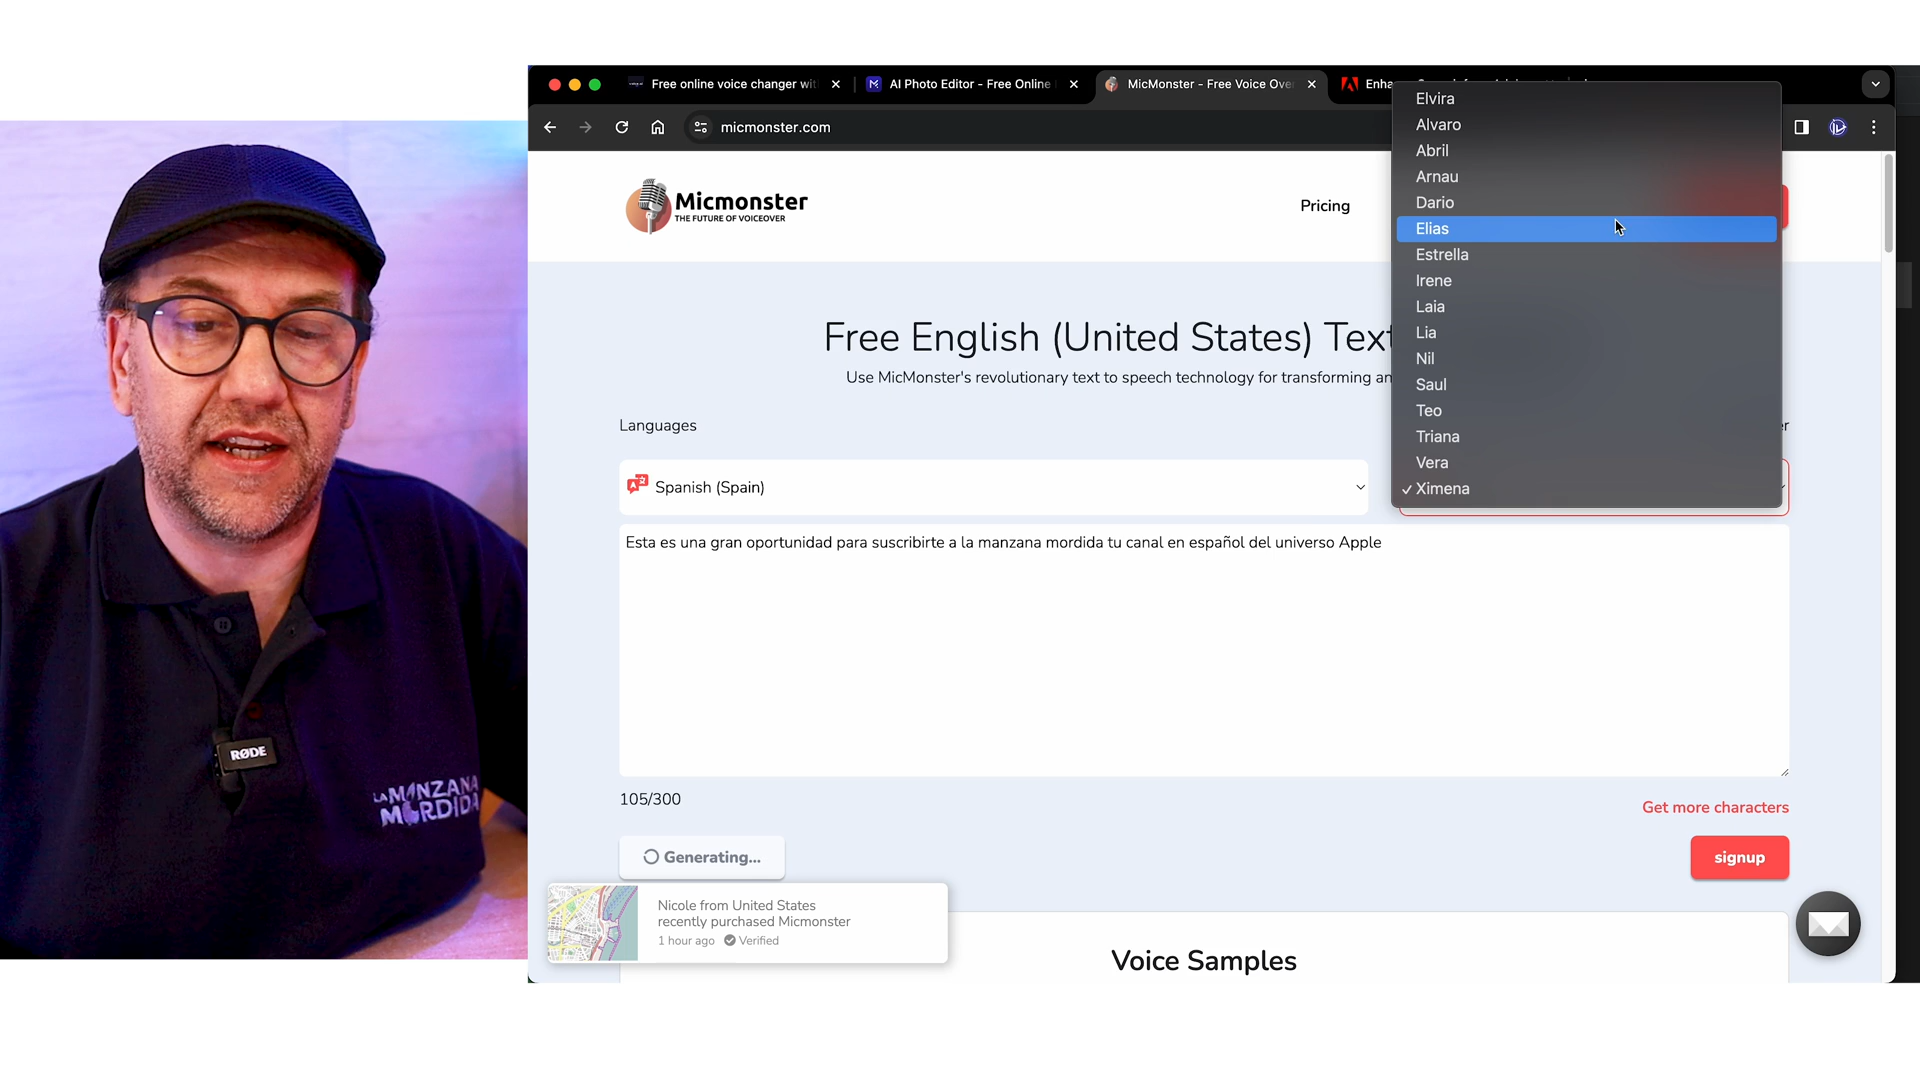 Free online voice changer wit
AI Photo Editor - Free Online
MicMonster - Free Voice Ove
Enha
micmonster.com
Micmonster
THE FUTURE OF VOICEOVER
Pricing
Elvira
Alvaro
Abril
Arnau
Dario
Elias
Estrella
Irene
Laia
Lia
Nil
Saul
Teo
Triana
Vera
✓ Ximena
Free English (United States) Text
Use MicMonster's revolutionary text to speech technology for transforming an
Languages
er
Spanish (Spain)
Esta es una gran oportunidad para suscribirte a la manzana mordida tu canal en español del universo Apple
105/300
Get more characters
Generating...
signup
Nicole from United States
recently purchased Micmonster
1 hour ago Verified
Voice Samples
RØDE
LA MANZANA
MORDIDA